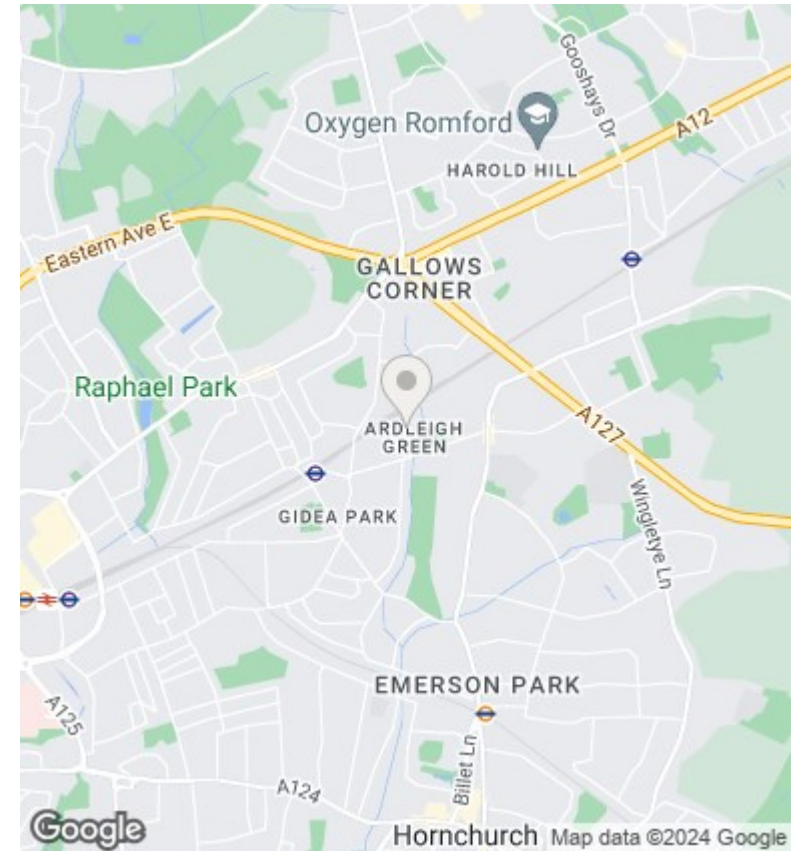 Gooshays Dr
Oxygen Romford
A12
HAROLD HILL
Eastern Ave E
GALLOWS
CORNER
Raphael Park
ARDLEIGH
GREEN
A127
GIDEA PARK
Wingletye Ln
EMERSON PARK
A125
Billet Ln
A124
Google
Hornchurch
Map data ©2024 Google